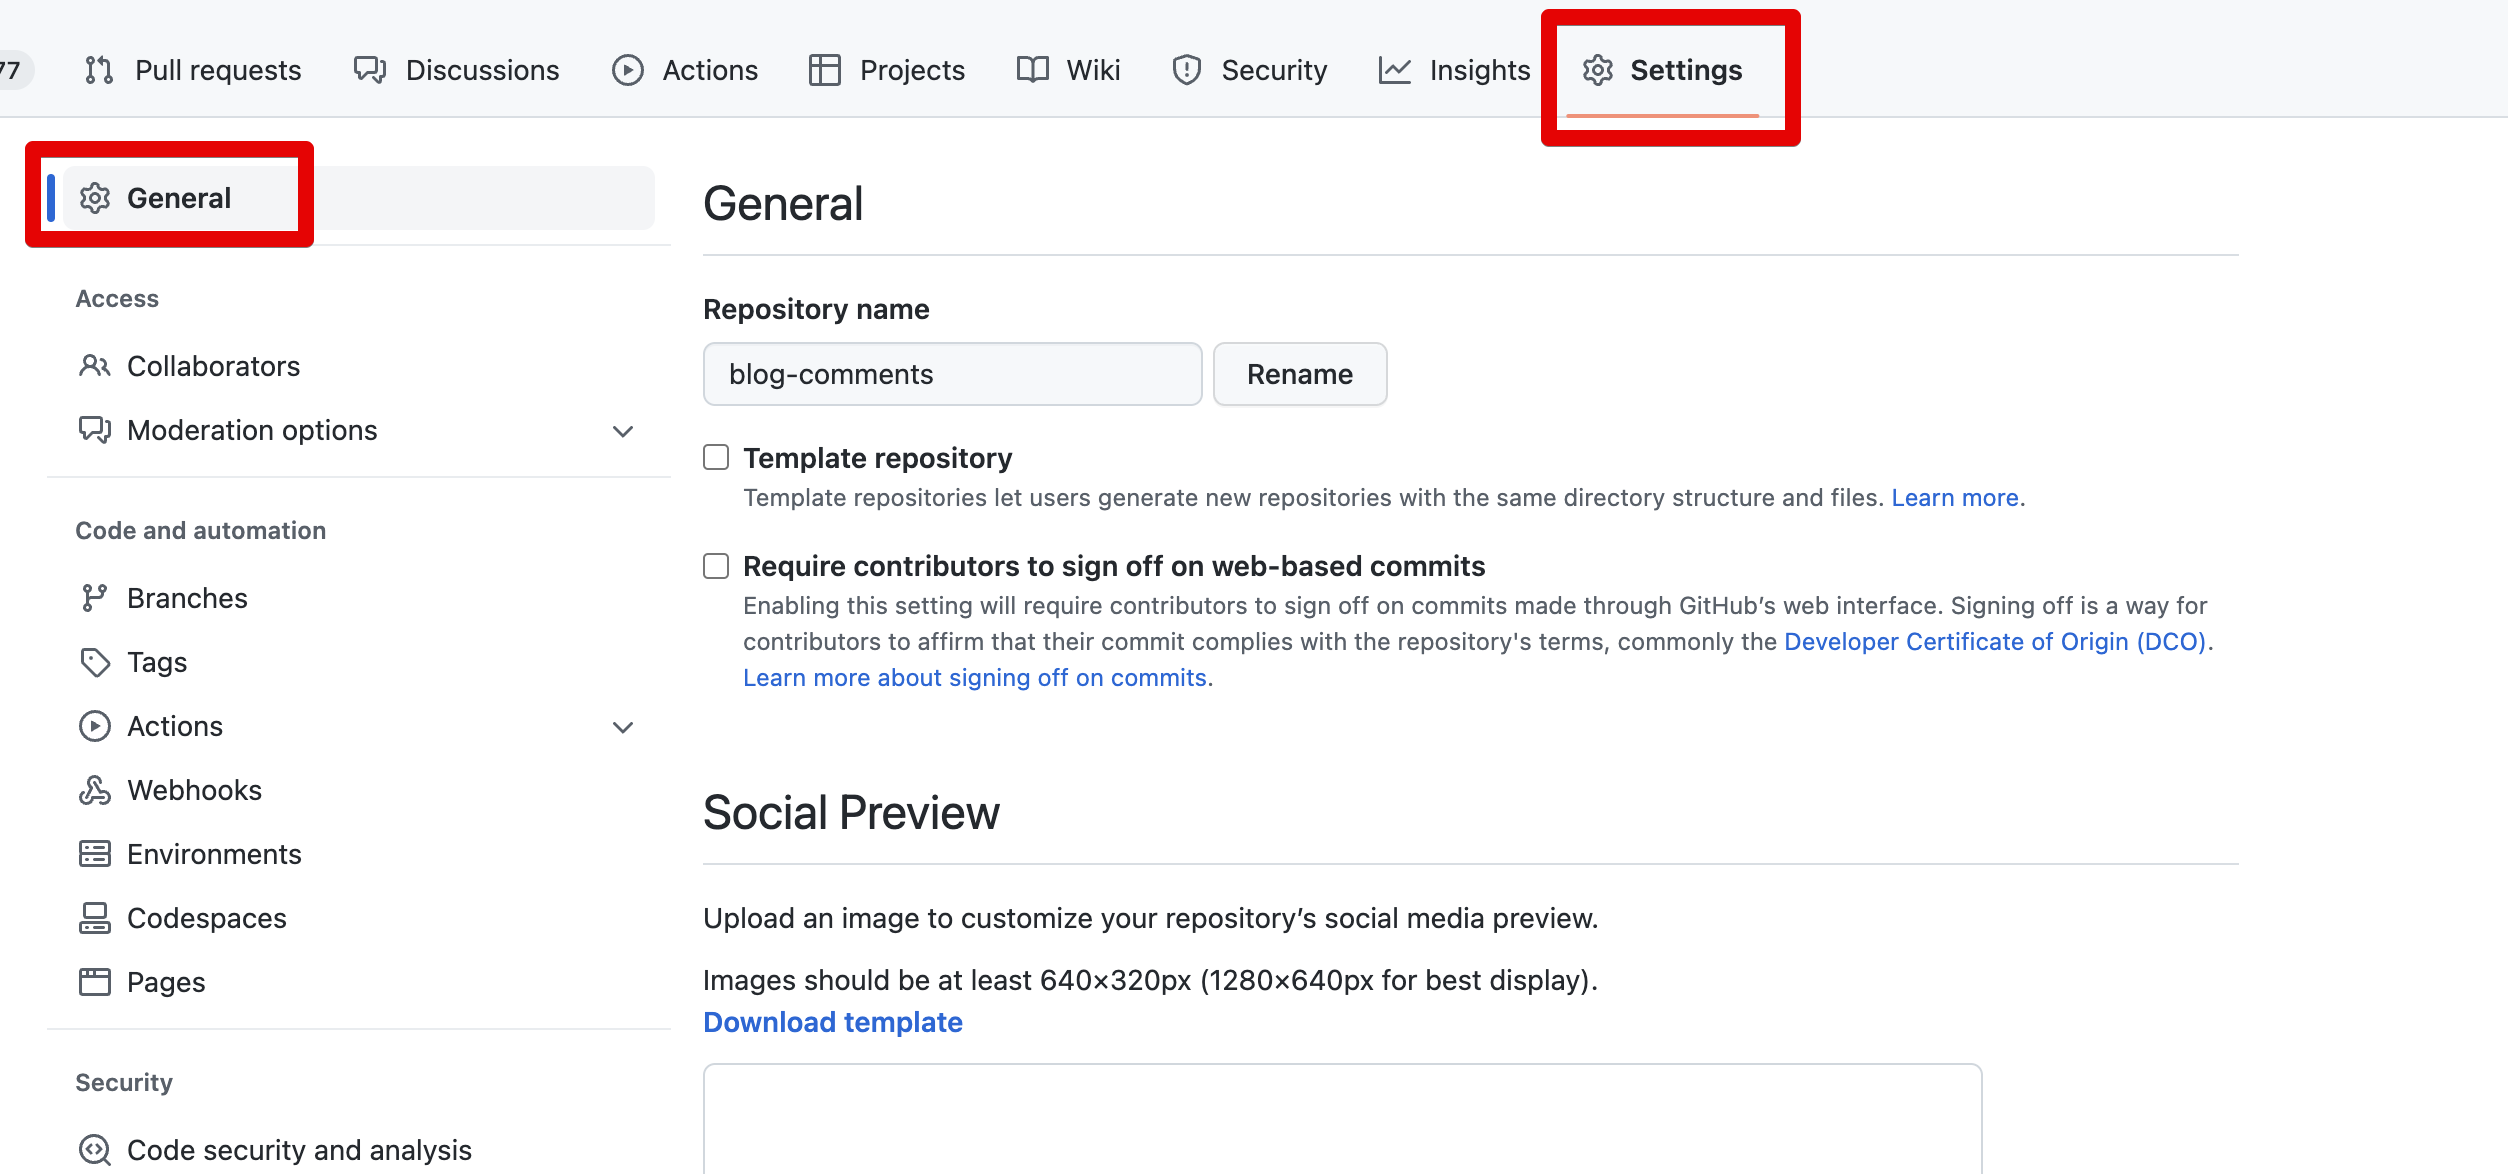 77 Pull requests Discussions Actions Projects Wiki Security Insights Settings
General
Access
Collaborators
Moderation options
Code and automation
Branches
Tags
Actions
Webhooks
Environments
Codespaces
Pages
Security
Code security and analysis
General
Repository name
blog-comments Rename
Template repository
Template repositories let users generate new repositories with the same directory structure and files. Learn more.
Require contributors to sign off on web-based commits
Enabling this setting will require contributors to sign off on commits made through GitHub’s web interface. Signing off is a way for
contributors to affirm that their commit complies with the repository's terms, commonly the Developer Certificate of Origin (DCO).
Learn more about signing off on commits.
Social Preview
Upload an image to customize your repository’s social media preview.
Images should be at least 640×320px (1280×640px for best display).
Download template